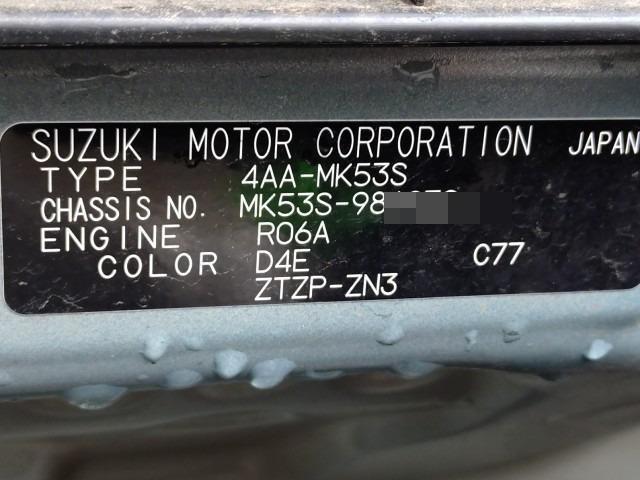 SUZUKI MOTOR CORPORATION JAPAN
TYPE 4AA-MK53S
CHASSIS NO. MK53S-98
ENGINE R06A
COLOR D4E C77
ZTZP-ZN3